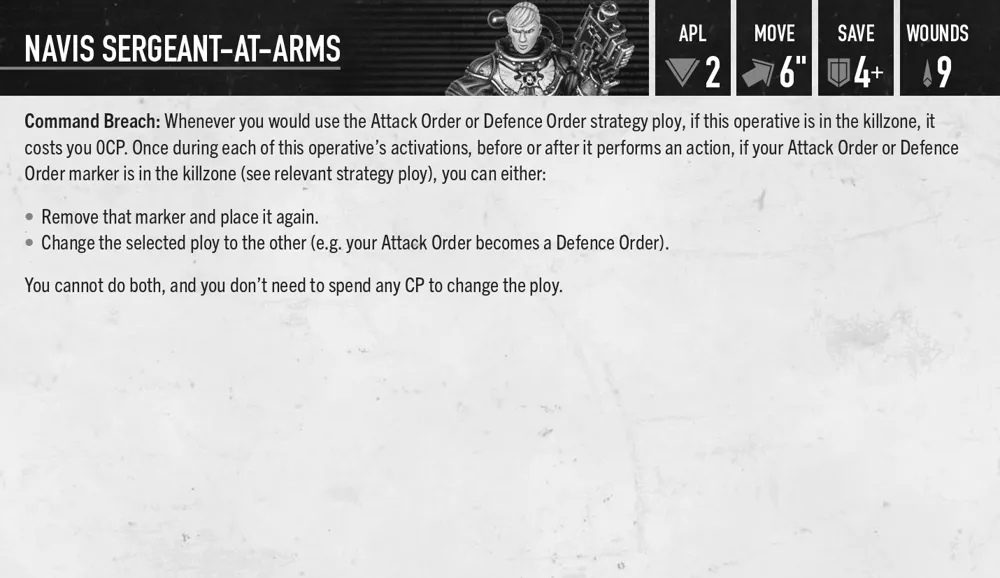 NAVIS SERGEANT-AT-ARMS
APL MOVE SAVE WOUNDS
2 6" 4+ 9
Command Breach: Whenever you would use the Attack Order or Defence Order strategy ploy, if this operative is in the killzone, it
costs you 0CP. Once during each of this operative’s activations, before or after it performs an action, if your Attack Order or Defence
Order marker is in the killzone (see relevant strategy ploy), you can either:
• Remove that marker and place it again.
• Change the selected ploy to the other (e.g. your Attack Order becomes a Defence Order).
You cannot do both, and you don’t need to spend any CP to change the ploy.